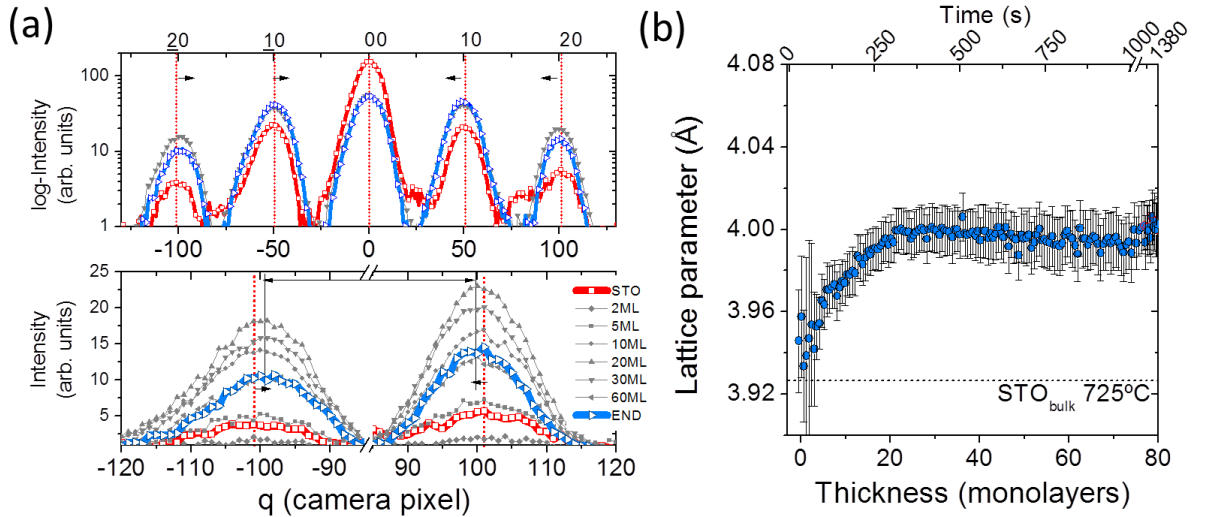 (a)
20 10 00 10 20
100
10
1
log-Intensity
(arb. units)
-100 -50 0 50 100
25
20
15
10
5
Intensity
(arb. units)
STO
2ML
5ML
10ML
20ML
30ML
60ML
END
-120 -110 -100 -90 90 100 110 120
q (camera pixel)
(b)
Time (s)
0 250 500 750 1000 1380
4.08
4.04
4.00
3.96
3.92
Lattice parameter (Å)
STObulk 725ºC
0 20 40 60 80
Thickness (monolayers)